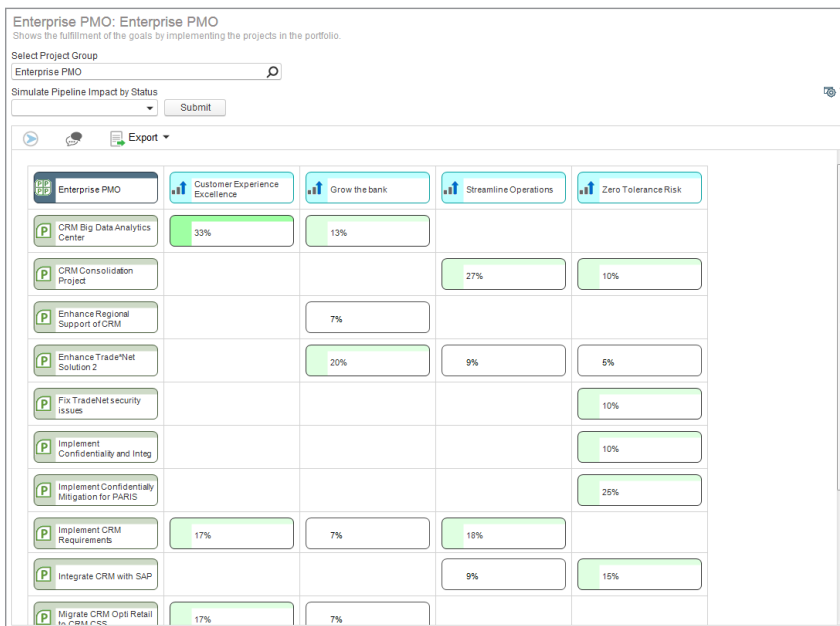 Enterprise PMO: Enterprise PMO
Shows the fulfillment of the goals by implementing the projects in the portfolio.
Select Project Group
Enterprise PMO
Simulate Pipeline Impact by Status
Submit
Export
Enterprise PMO
Customer Experience
Excellence
Grow the bank
Streamline Operations
Zero Tolerance Risk
CRM Big Data Analytics
Center
33%
13%
CRM Consolidation
Project
27%
10%
Enhance Regional
Support of CRM
7%
Enhance Trade*Net
Solution 2
20%
9%
5%
Fix TradeNet security
issues
10%
Implement
Confidentiality and Integ
10%
Implement Confidentially
Mitigation for PARIS
25%
Implement CRM
Requirements
17%
7%
18%
Integrate CRM with SAP
9%
15%
Migrate CRM Opti Retail
to CRM CSS
17%
7%